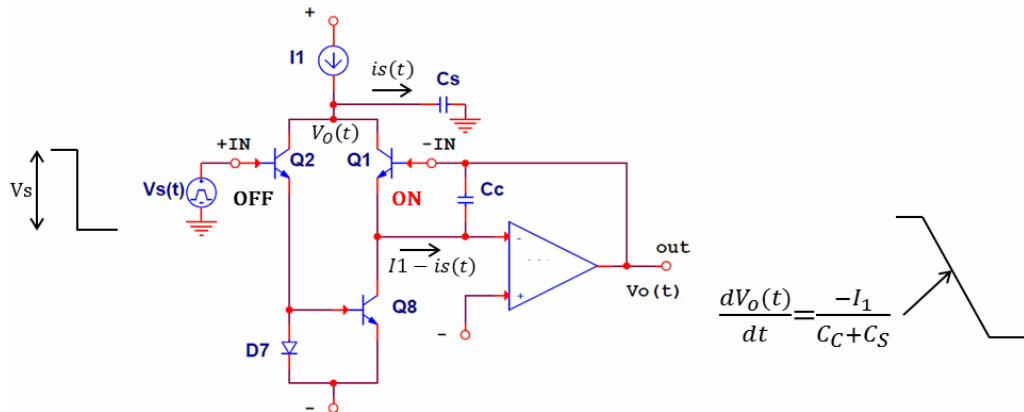 +
I1
is(t)
Cs
V_O(t)
+IN
Q2
Q1
-IN
Vs
Vs(t)
OFF
ON
Cc
I1 − is(t)
-
+
- - -
out
Vo(t)
Q8
-
D7
-
dV_O(t)/dt = -I_1/(C_C+C_S)